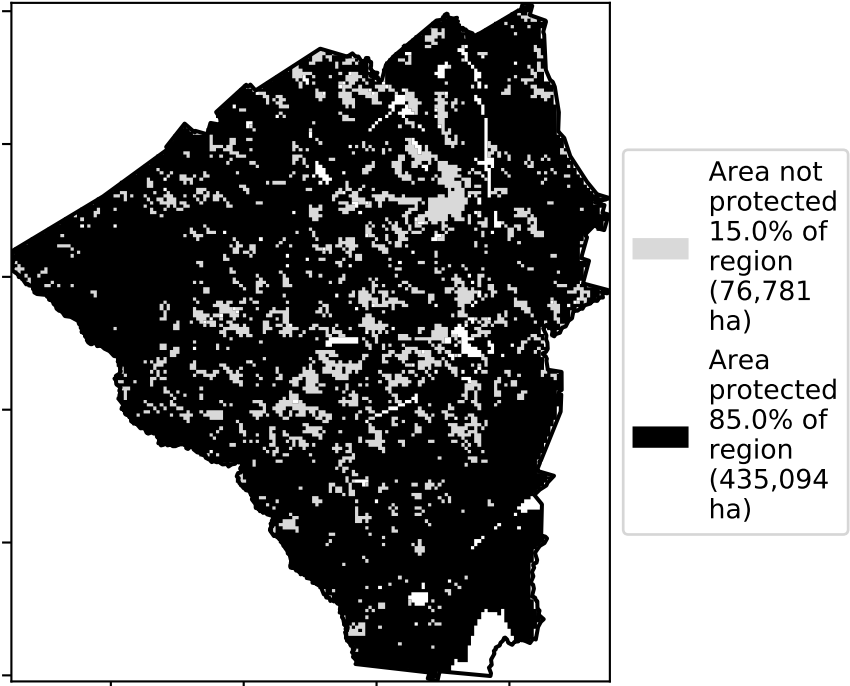 Area not
protected
15.0% of
region
(76,781
ha)
Area
protected
85.0% of
region
(435,094
ha)